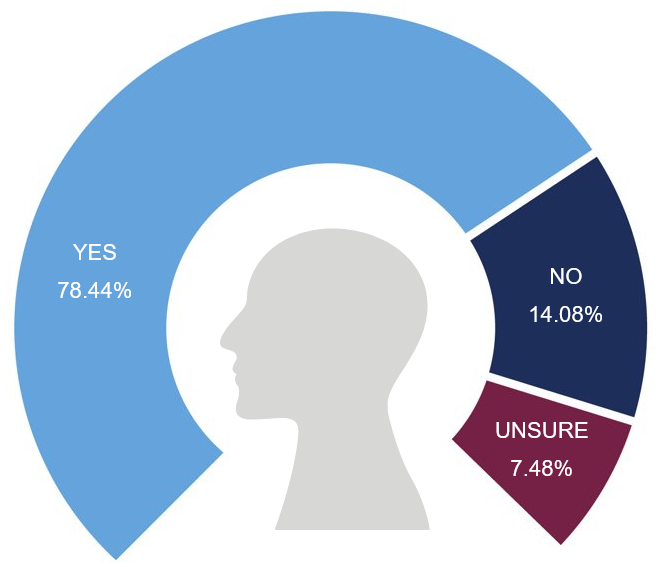 YES
78.44%
NO
14.08%
UNSURE
7.48%